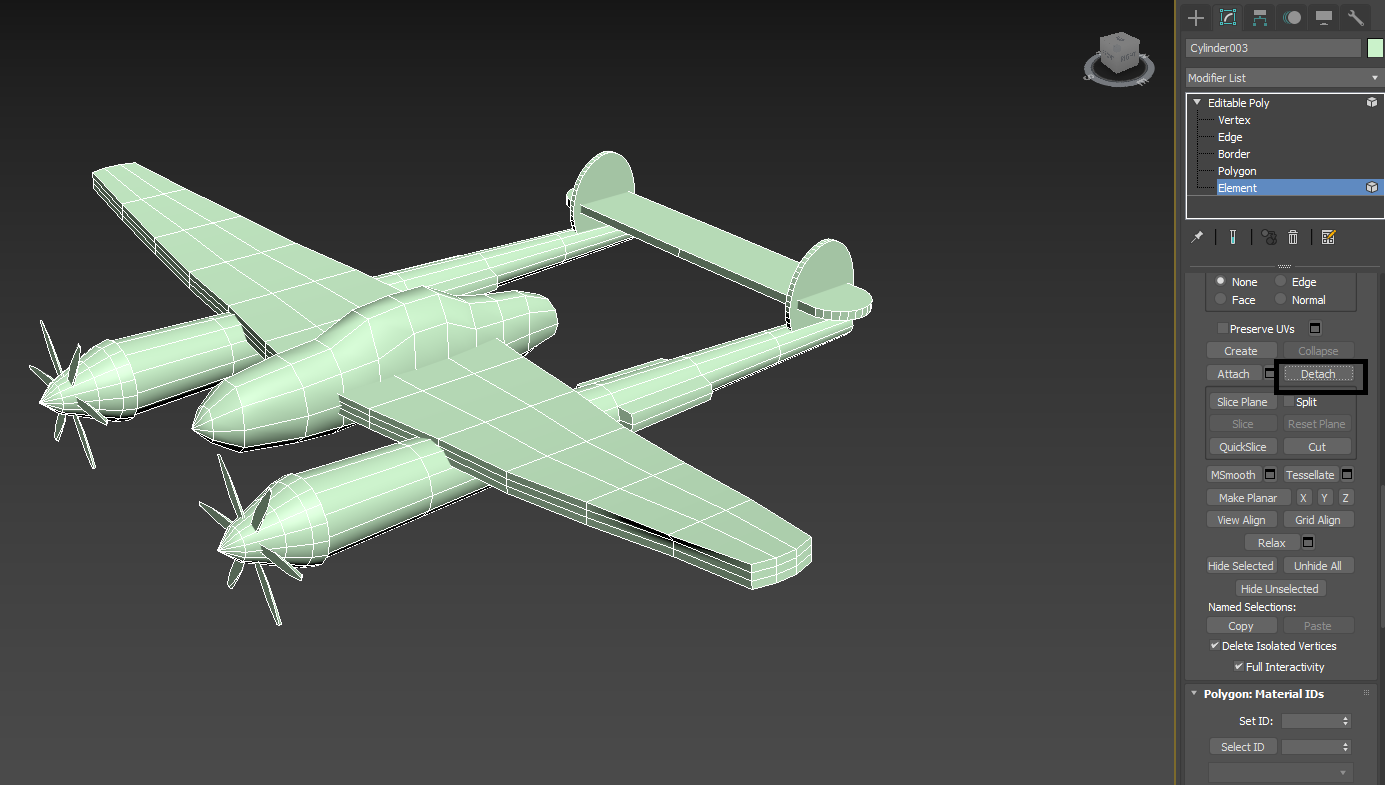 Cylinder003
Modifier List
Editable Poly
Vertex
Edge
Border
Polygon
Element
None Edge
Face Normal
Preserve UVs
Create Collapse
Attach Detach
Slice Plane Split
Slice Reset Plane
QuickSlice Cut
MSmooth Tessellate
Make Planar X Y Z
View Align Grid Align
Relax
Hide Selected Unhide All
Hide Unselected
Named Selections:
Copy Paste
Delete Isolated Vertices
Full Interactivity
Polygon: Material IDs
Set ID:
Select ID